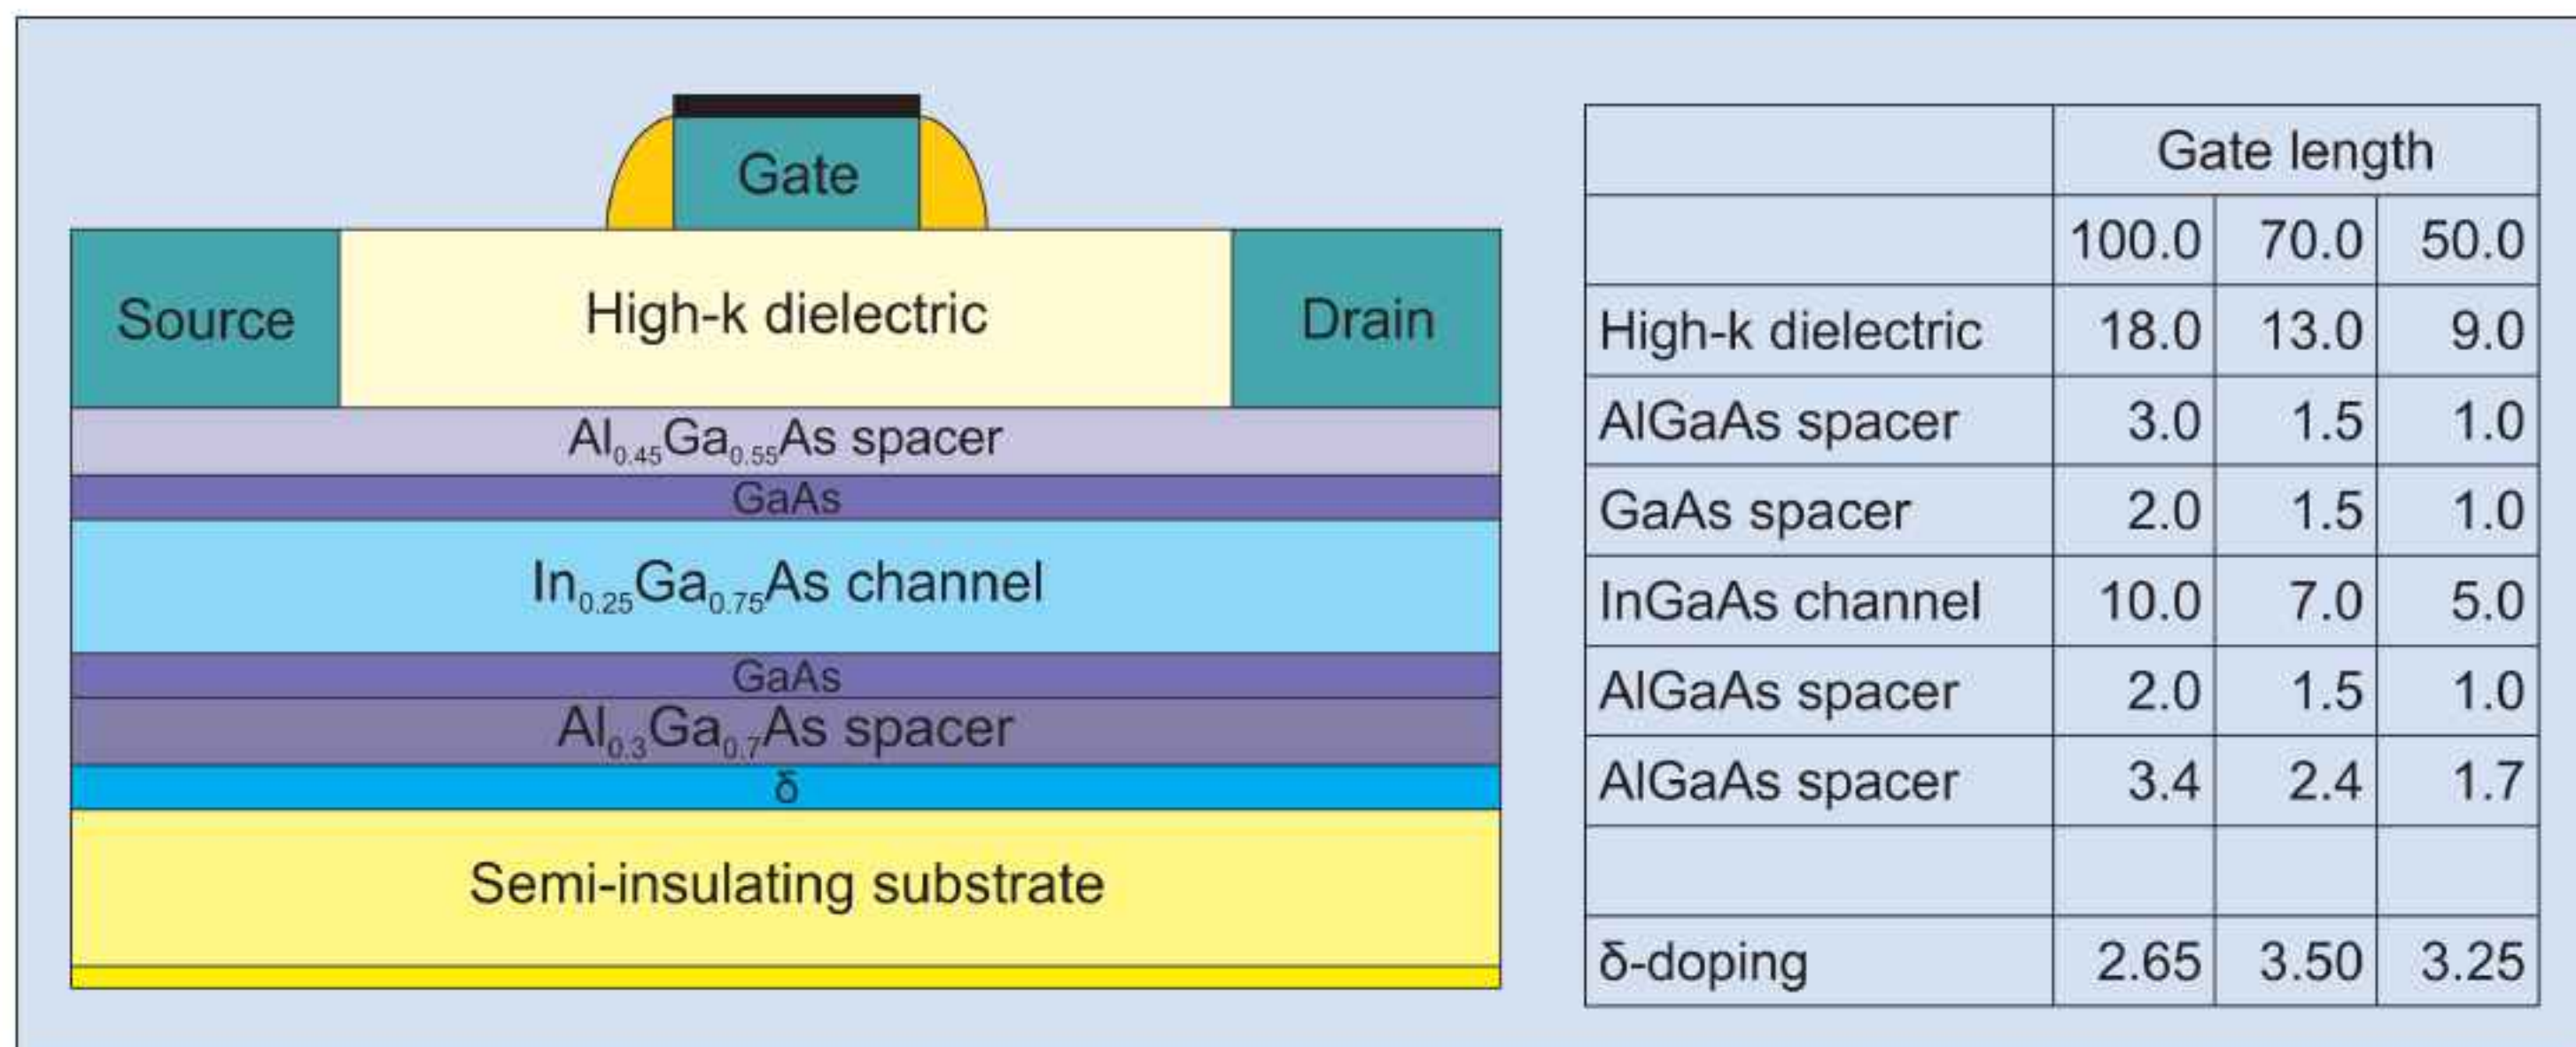 Gate
Source
High-k dielectric
Drain
Al0.45Ga0.55As spacer
GaAs
In0.25Ga0.75As channel
GaAs
Al0.3Ga0.7As spacer
δ
Semi-insulating substrate
Gate length
100.0 70.0 50.0
High-k dielectric 18.0 13.0 9.0
AlGaAs spacer 3.0 1.5 1.0
GaAs spacer 2.0 1.5 1.0
InGaAs channel 10.0 7.0 5.0
AlGaAs spacer 2.0 1.5 1.0
AlGaAs spacer 3.4 2.4 1.7
δ-doping 2.65 3.50 3.25